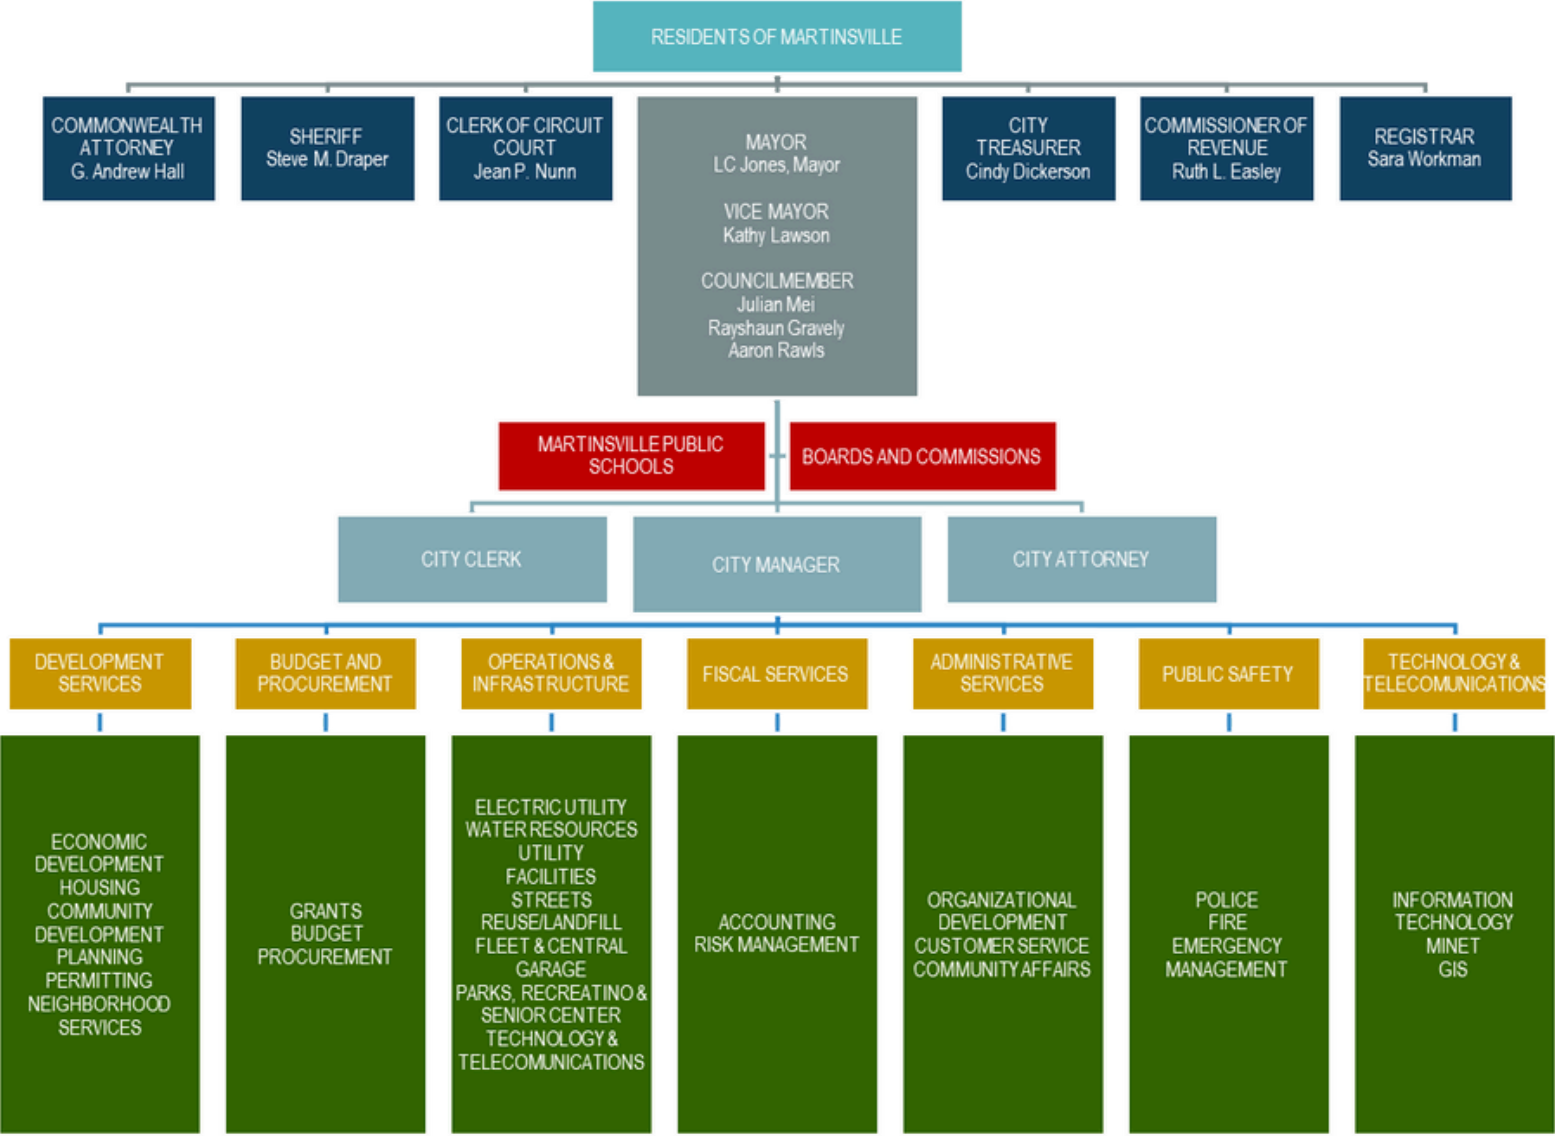 RESIDENTS OF MARTINSVILLE
COMMONWEALTH
ATTORNEY
G. Andrew Hall
SHERIFF
Steve M. Draper
CLERK OF CIRCUIT
COURT
Jean P. Nunn
MAYOR
LC Jones, Mayor
VICE MAYOR
Kathy Lawson
COUNCILMEMBER
Julian Mei
Rayshaun Gravely
Aaron Rawls
CITY
TREASURER
Cindy Dickerson
COMMISSIONER OF
REVENUE
Ruth L. Easley
REGISTRAR
Sara Workman
MARTINSVILLE PUBLIC
SCHOOLS
BOARDS AND COMMISSIONS
CITY CLERK
CITY MANAGER
CITY ATTORNEY
DEVELOPMENT
SERVICES
BUDGET AND
PROCUREMENT
OPERATIONS &
INFRASTRUCTURE
FISCAL SERVICES
ADMINISTRATIVE
SERVICES
PUBLIC SAFETY
TECHNOLOGY &
TELECOMUNICATIONS
ECONOMIC
DEVELOPMENT
HOUSING
COMMUNITY
DEVELOPMENT
PLANNING
PERMITTING
NEIGHBORHOOD
SERVICES
GRANTS
BUDGET
PROCUREMENT
ELECTRIC UTILITY
WATER RESOURCES
UTILITY
FACILITIES
STREETS
REUSE/LANDFILL
FLEET & CENTRAL
GARAGE
PARKS, RECREATINO &
SENIOR CENTER
TECHNOLOGY &
TELECOMUNICATIONS
ACCOUNTING
RISK MANAGEMENT
ORGANIZATIONAL
DEVELOPMENT
CUSTOMER SERVICE
COMMUNITY AFFAIRS
POLICE
FIRE
EMERGENCY
MANAGEMENT
INFORMATION
TECHNOLOGY
MINET
GIS